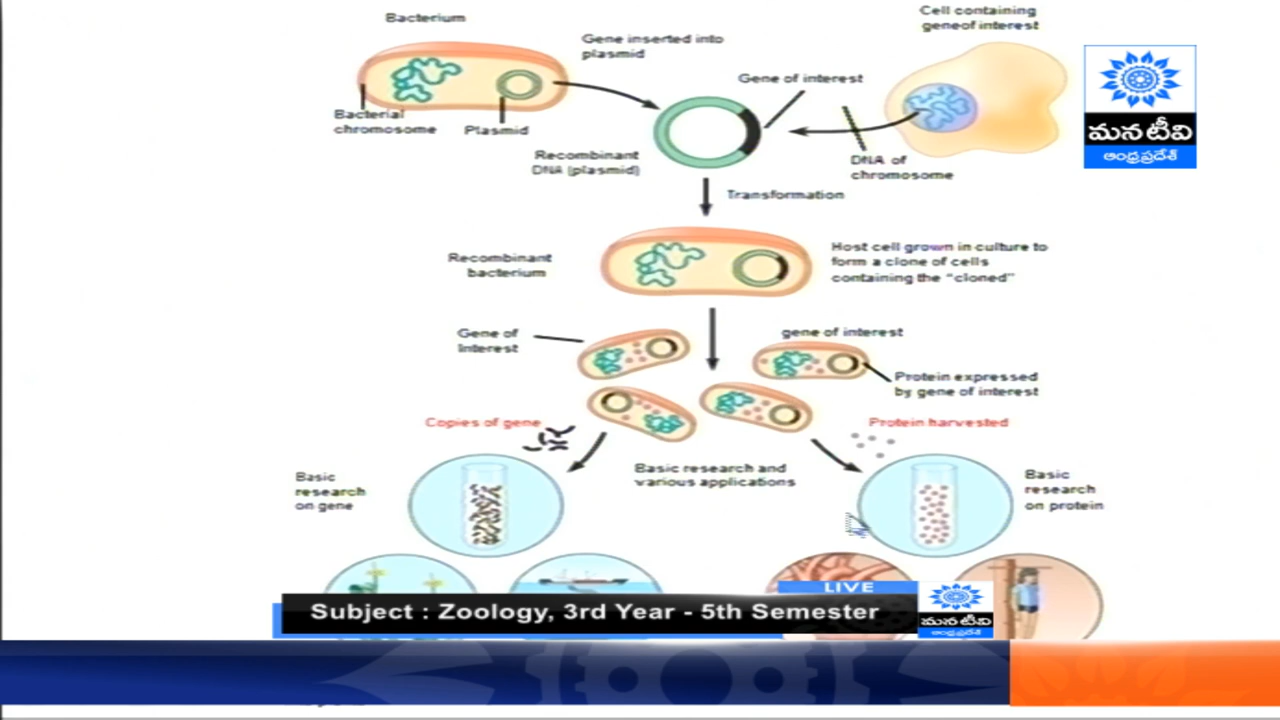 Bacterium
Cell containing
geneof interest
Gene inserted into
plasmid
Gene of interest
Bacterial
chromosome
Plasmid
మన టీవి
ఆంధ్రప్రదేశ్
Recombinant
DNA (plasmid)
DNA of
chromosome
Transformation
Recombinant
bacterium
Host cell grown in culture to
form a clone of cells
containing the "cloned"
Gene of
Interest
gene of interest
Protein expressed
by gene of interest
Copies of gene
Protein harvested
Basic
research
on gene
Basic research and
various applications
Basic
research
on protein
LIVE
Subject : Zoology, 3rd Year - 5th Semester
మన టీవి
ఆంధ్రప్రదేశ్